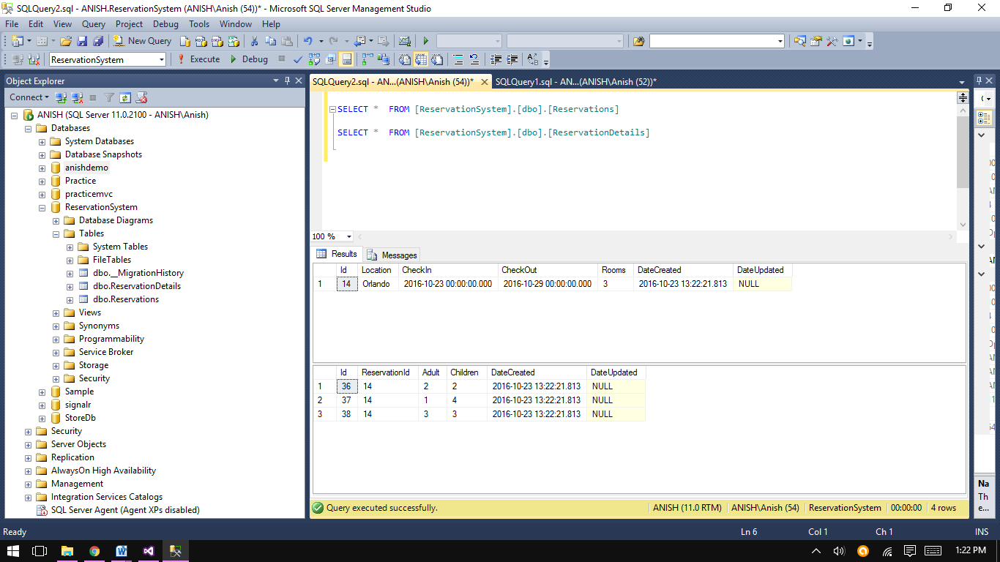 SQLQuery2.sql - ANISH.ReservationSystem (ANISH\Anish (54))* - Microsoft SQL Server Management Studio
File Edit View Query Project Debug Tools Window Help
New Query
ReservationSystem Execute Debug
Object Explorer
Connect
ANISH (SQL Server 11.0.2100 - ANISH\Anish)
Databases
System Databases
Database Snapshots
anishdemo
Practice
practicemvc
ReservationSystem
Database Diagrams
Tables
System Tables
FileTables
dbo.__MigrationHistory
dbo.ReservationDetails
dbo.Reservations
Views
Synonyms
Programmability
Service Broker
Storage
Security
Sample
signalr
StoreDb
Security
Server Objects
Replication
AlwaysOn High Availability
Management
Integration Services Catalogs
SQL Server Agent (Agent XPs disabled)
SQLQuery2.sql - AN...(ANISH\Anish (54))* SQLQuery1.sql - AN...(ANISH\Anish (52))*
SELECT * FROM [ReservationSystem].[dbo].[Reservations]
SELECT * FROM [ReservationSystem].[dbo].[ReservationDetails]
100 %
Results Messages
Id Location CheckIn CheckOut Rooms DateCreated DateUpdated
1 14 Orlando 2016-10-23 00:00:00.000 2016-10-29 00:00:00.000 3 2016-10-23 13:22:21.813 NULL
Id ReservationId Adult Children DateCreated DateUpdated
1 36 14 2 2 2016-10-23 13:22:21.813 NULL
2 37 14 1 4 2016-10-23 13:22:21.813 NULL
3 38 14 3 3 2016-10-23 13:22:21.813 NULL
Query executed successfully. ANISH (11.0 RTM) ANISH\Anish (54) ReservationSystem 00:00:00 4 rows
Na
Th
e...
Ready Ln 6 Col 1 Ch 1 INS
1:22 PM